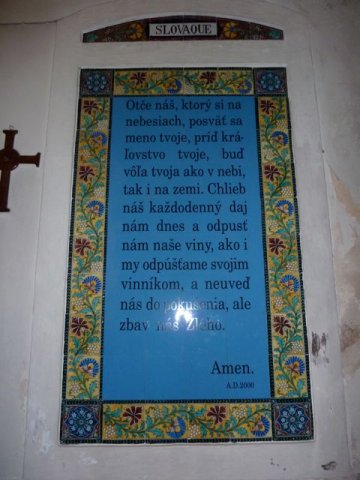 SLOVAQUE
Otče náš, ktorý si na
nebesiach, posväť sa
meno tvoje, príď krá-
ľovstvo tvoje, buď
vôľa tvoja ako v nebi,
tak i na zemi. Chlieb
náš každodenný daj
nám dnes a odpusť
nám naše viny, ako i
my odpúšťame svojim
vinníkom, a neuveď
nás do pokušenia, ale
zbav nás Zlého.
Amen.
A.D.2000